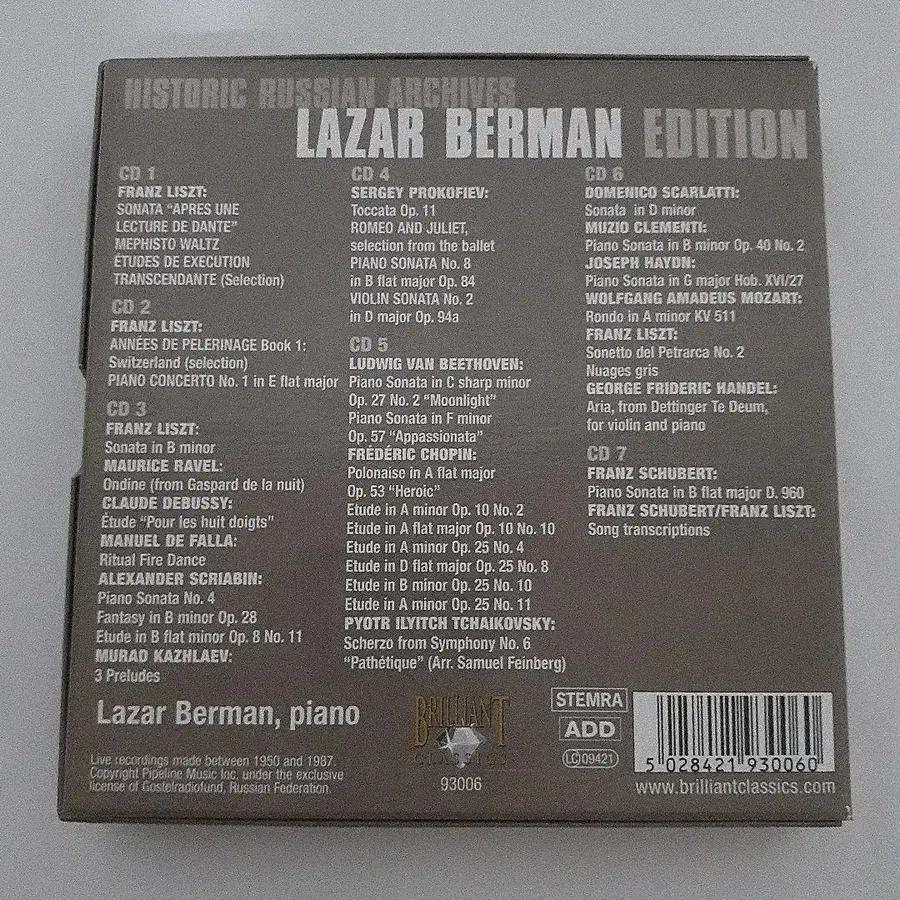 HISTORIC RUSSIAN ARCHIVES
LAZAR BERMAN EDITION
CD 1
FRANZ LISZT:
SONATA “APRES UNE
LECTURE DE DANTE”
MEPHISTO WALTZ
ÉTUDES DE EXECUTION
TRANSCENDANTE (Selection)
CD 2
FRANZ LISZT:
ANNÉES DE PELERINAGE Book 1:
Switzerland (selection)
PIANO CONCERTO No. 1 in E flat major
CD 3
FRANZ LISZT:
Sonata in B minor
MAURICE RAVEL:
Ondine (from Gaspard de la nuit)
CLAUDE DEBUSSY:
Étude “Pour les huit doigts”
MANUEL DE FALLA:
Ritual Fire Dance
ALEXANDER SCRIABIN:
Piano Sonata No. 4
Fantasy in B minor Op. 28
Etude in B flat minor Op. 8 No. 11
MURAD KAZHLAEV:
3 Preludes
CD 4
SERGEY PROKOFIEV:
Toccata Op. 11
ROMEO AND JULIET,
selection from the ballet
PIANO SONATA No. 8
in B flat major Op. 84
VIOLIN SONATA No. 2
in D major Op. 94a
CD 5
LUDWIG VAN BEETHOVEN:
Piano Sonata in C sharp minor
Op. 27 No. 2 “Moonlight”
Piano Sonata in F minor
Op. 57 “Appassionata”
FRÉDÉRIC CHOPIN:
Polonaise in A flat major
Op. 53 “Heroic”
Etude in A minor Op. 10 No. 2
Etude in A flat major Op. 10 No. 10
Etude in A minor Op. 25 No. 4
Etude in D flat major Op. 25 No. 8
Etude in B minor Op. 25 No. 10
Etude in A minor Op. 25 No. 11
PYOTR ILYITCH TCHAIKOVSKY:
Scherzo from Symphony No. 6
“Pathétique” (Arr. Samuel Feinberg)
CD 6
DOMENICO SCARLATTI:
Sonata in D minor
MUZIO CLEMENTI:
Piano Sonata in B minor Op. 40 No. 2
JOSEPH HAYDN:
Piano Sonata in G major Hob. XVI/27
WOLFGANG AMADEUS MOZART:
Rondo in A minor KV 511
FRANZ LISZT:
Sonetto del Petrarca No. 2
Nuages gris
GEORGE FRIDERIC HANDEL:
Aria, from Dettinger Te Deum,
for violin and piano
CD 7
FRANZ SCHUBERT:
Piano Sonata in B flat major D. 960
FRANZ SCHUBERT/FRANZ LISZT:
Song transcriptions
Lazar Berman, piano
Live recordings made between 1950 and 1987.
Copyright Pipeline Music Inc. under the exclusive
license of Gostelradiofund, Russian Federation.
BRILLIANT
CLASSICS
93006
STEMRA
ADD
LC 09421
5 028421 930060
www.brilliantclassics.com